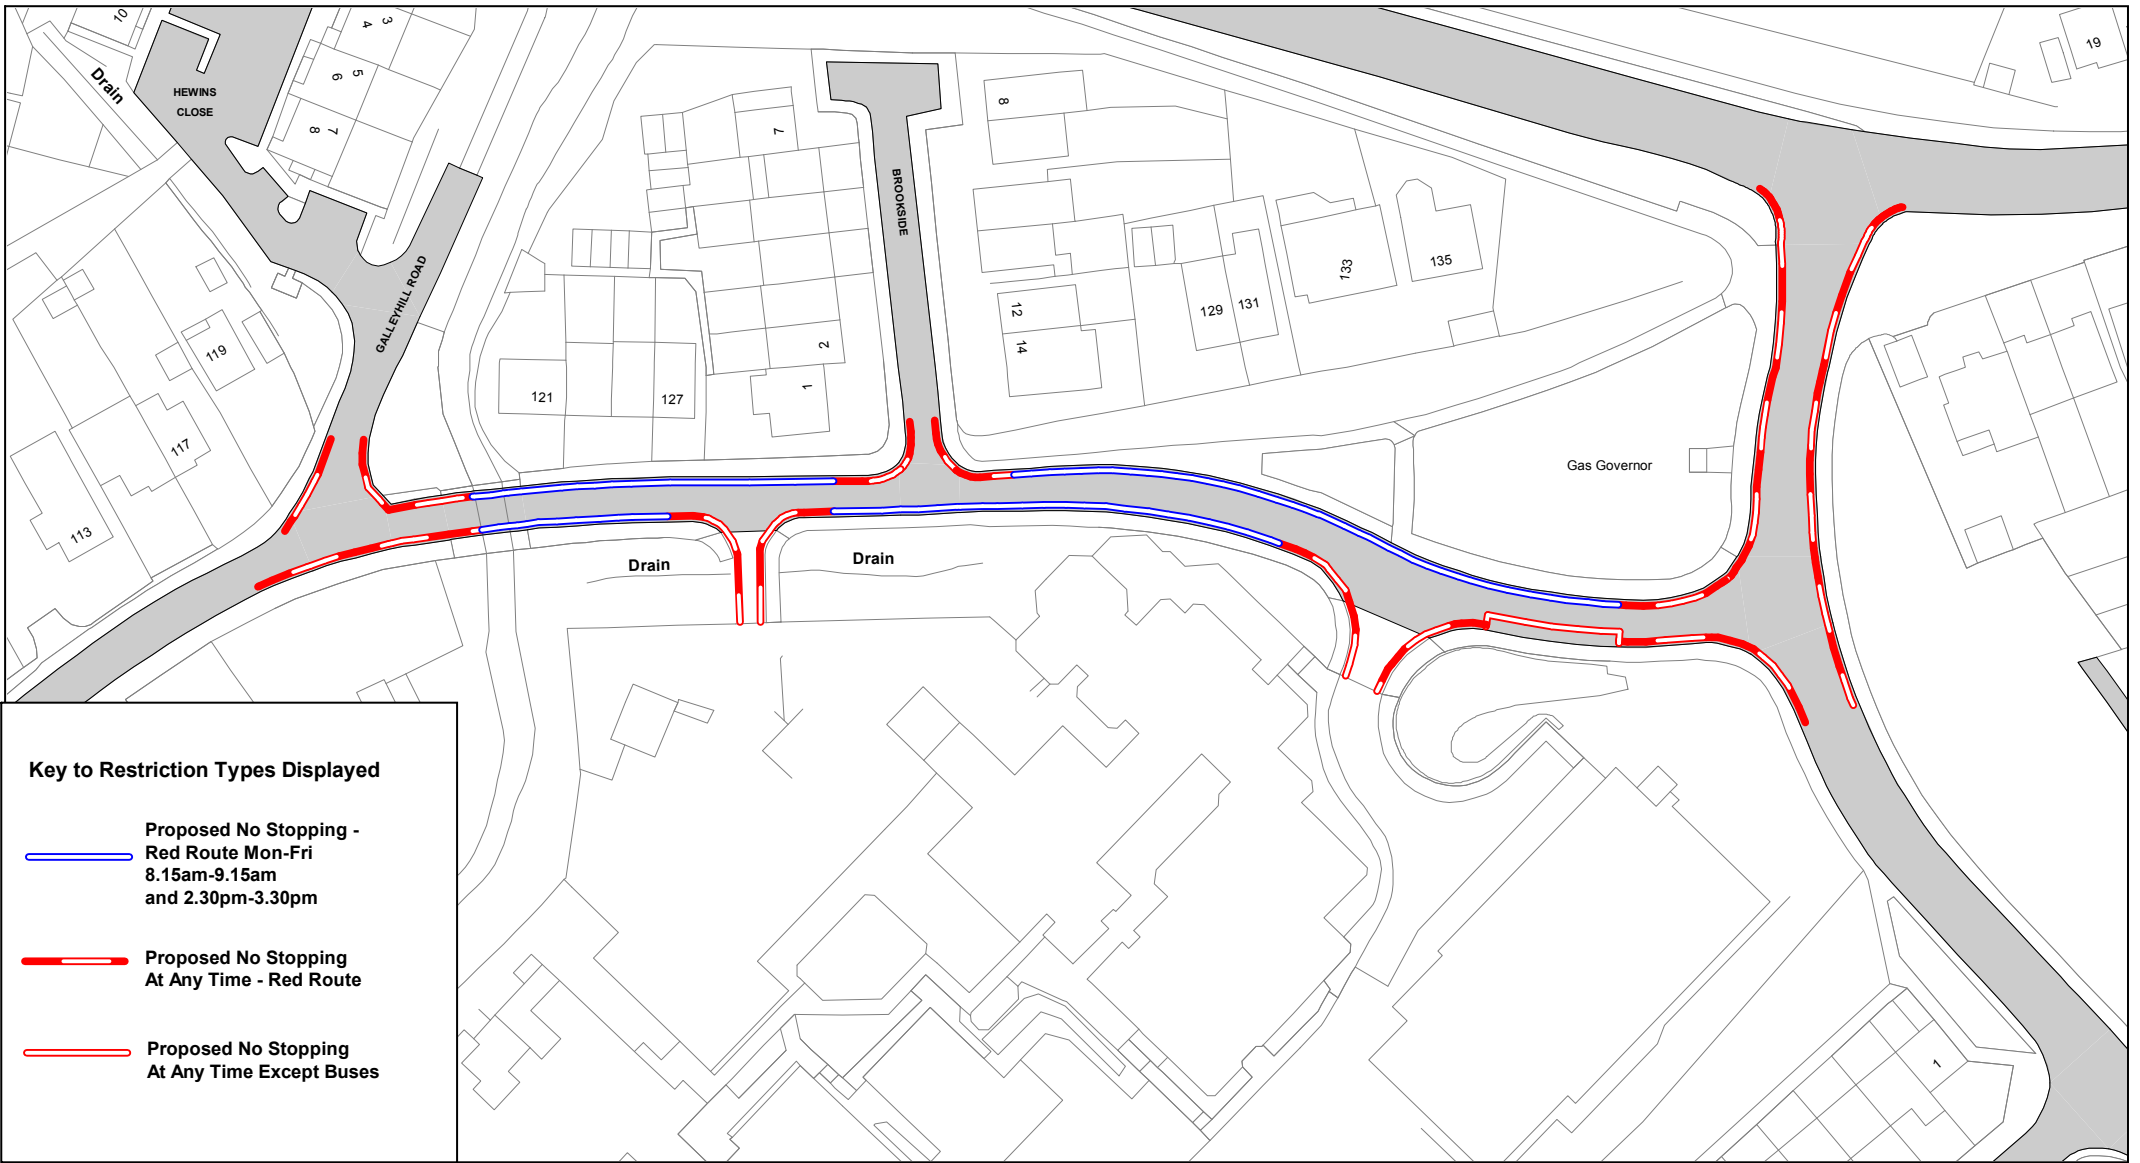 10
3
4
5
6
7
8
Drain
HEWINS
CLOSE
GALLEYHILL ROAD
BROOKSIDE
7
8
19
2
1
12
14
129
131
133
135
119
117
113
121
127
Gas Governor
Drain
Drain
1
Key to Restriction Types Displayed
Proposed No Stopping -
Red Route Mon-Fri
8.15am-9.15am
and 2.30pm-3.30pm
Proposed No Stopping
At Any Time - Red Route
Proposed No Stopping
At Any Time Except Buses